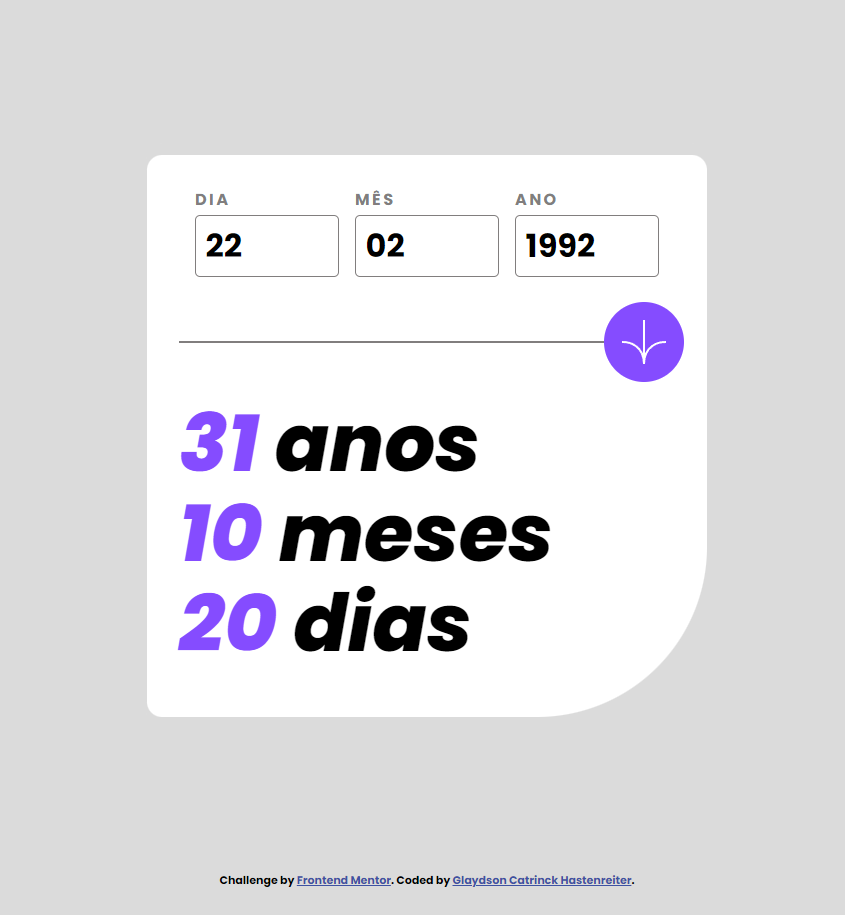 DIA MÊS ANO
22 02 1992
31 anos
10 meses
20 dias
Challenge by Frontend Mentor. Coded by Glaydson Catrinck Hastenreiter.